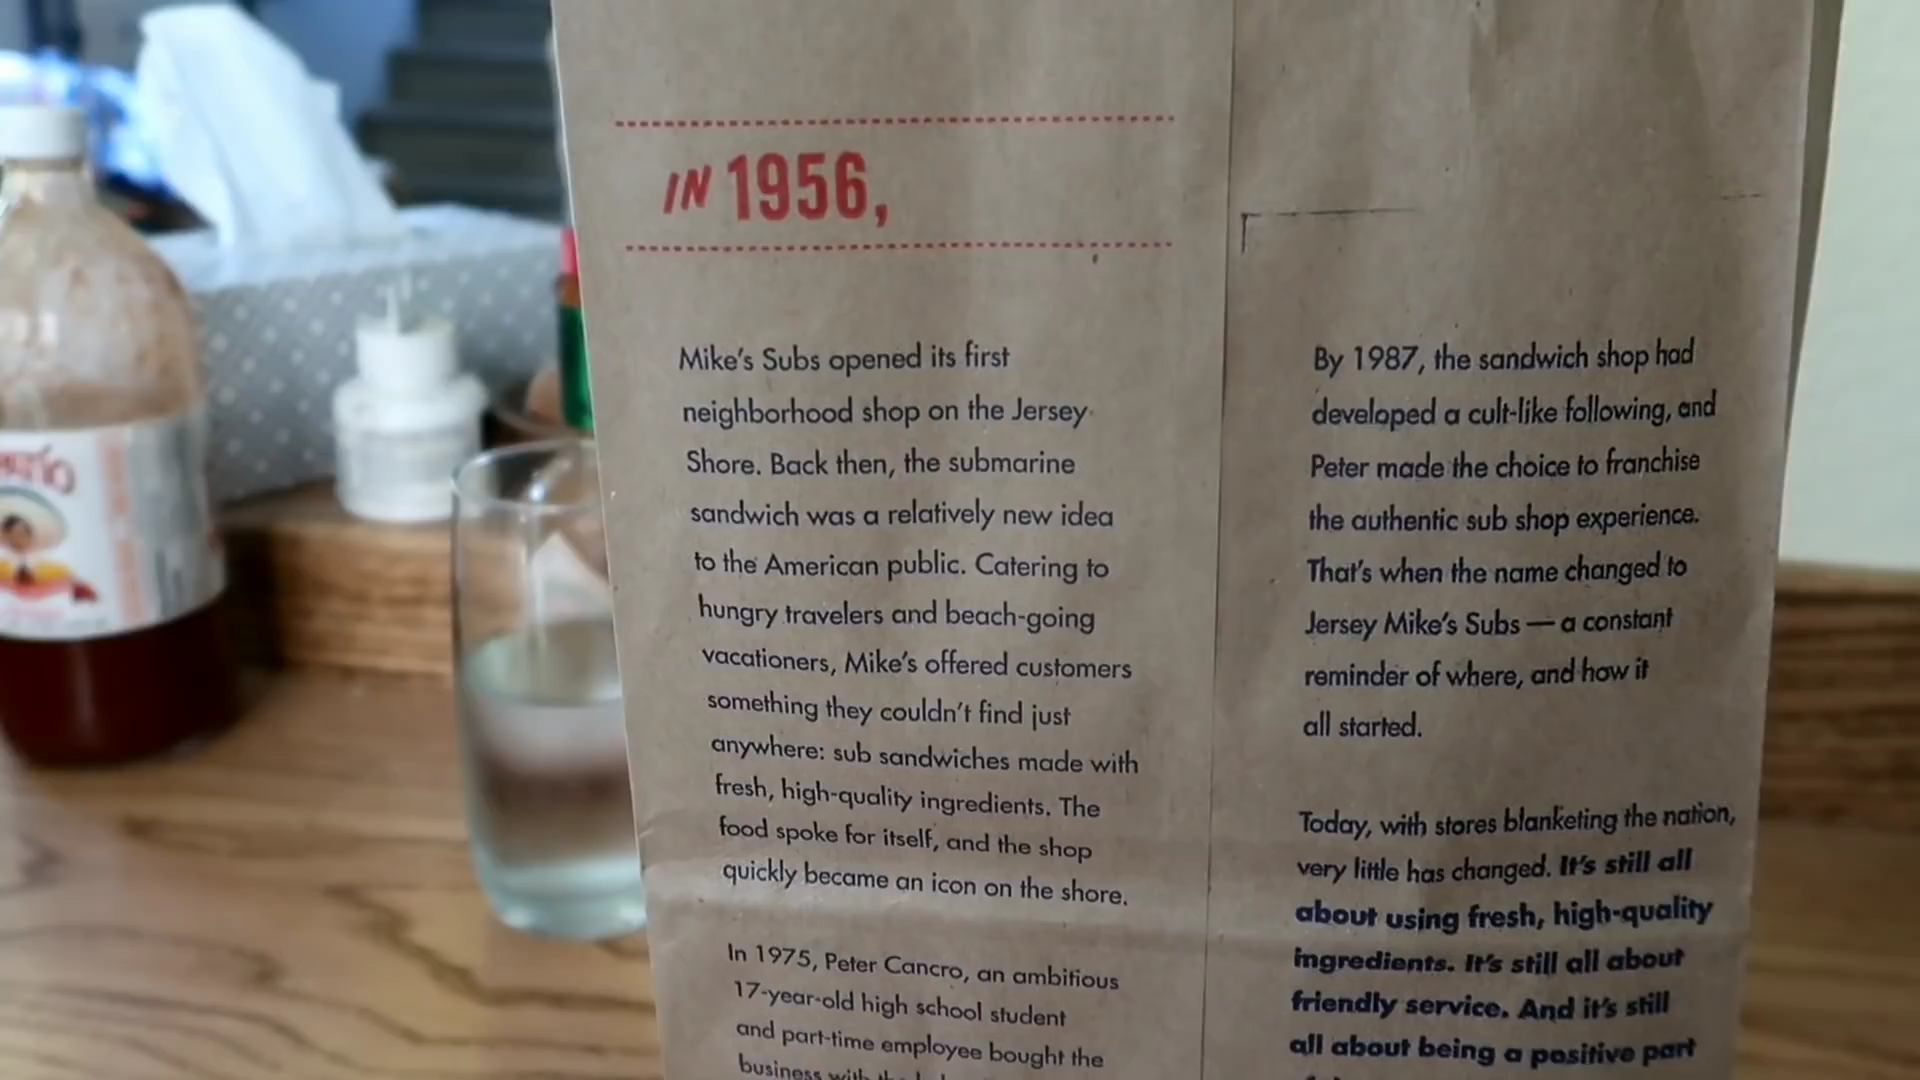 IN 1956,
Mike's Subs opened its first
neighborhood shop on the Jersey
Shore. Back then, the submarine
sandwich was a relatively new idea
to the American public. Catering to
hungry travelers and beach-going
vacationers, Mike's offered customers
something they couldn't find just
anywhere: sub sandwiches made with
fresh, high-quality ingredients. The
food spoke for itself, and the shop
quickly became an icon on the shore.
In 1975, Peter Cancro, an ambitious
17-year-old high school student
and part-time employee bought the
business with the
By 1987, the sandwich shop had
developed a cult-like following, and
Peter made the choice to franchise
the authentic sub shop experience.
That's when the name changed to
Jersey Mike's Subs — a constant
reminder of where, and how it
all started.
Today, with stores blanketing the nation,
very little has changed. It's still all
about using fresh, high-quality
ingredients. It's still all about
friendly service. And it's still
all about being a positive part